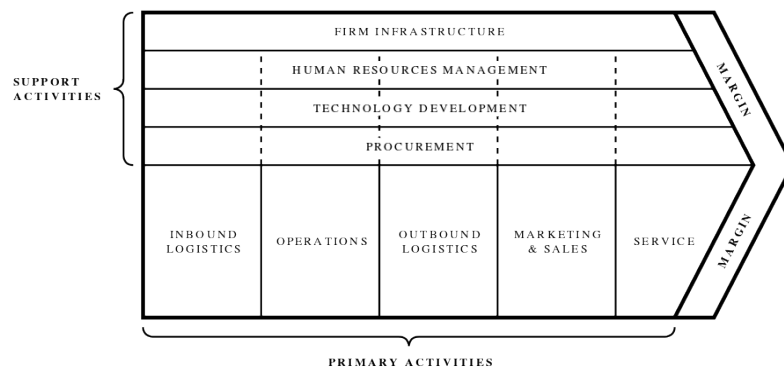 FIRM INFRASTRUCTURE
HUMAN RESOURCES MANAGEMENT
TECHNOLOGY DEVELOPMENT
PROCUREMENT
SUPPORT
ACTIVITIES
MARGIN
INBOUND
LOGISTICS
OPERATIONS
OUTBOUND
LOGISTICS
MARKETING
& SALES
SERVICE
MARGIN
PRIMARY ACTIVITIES